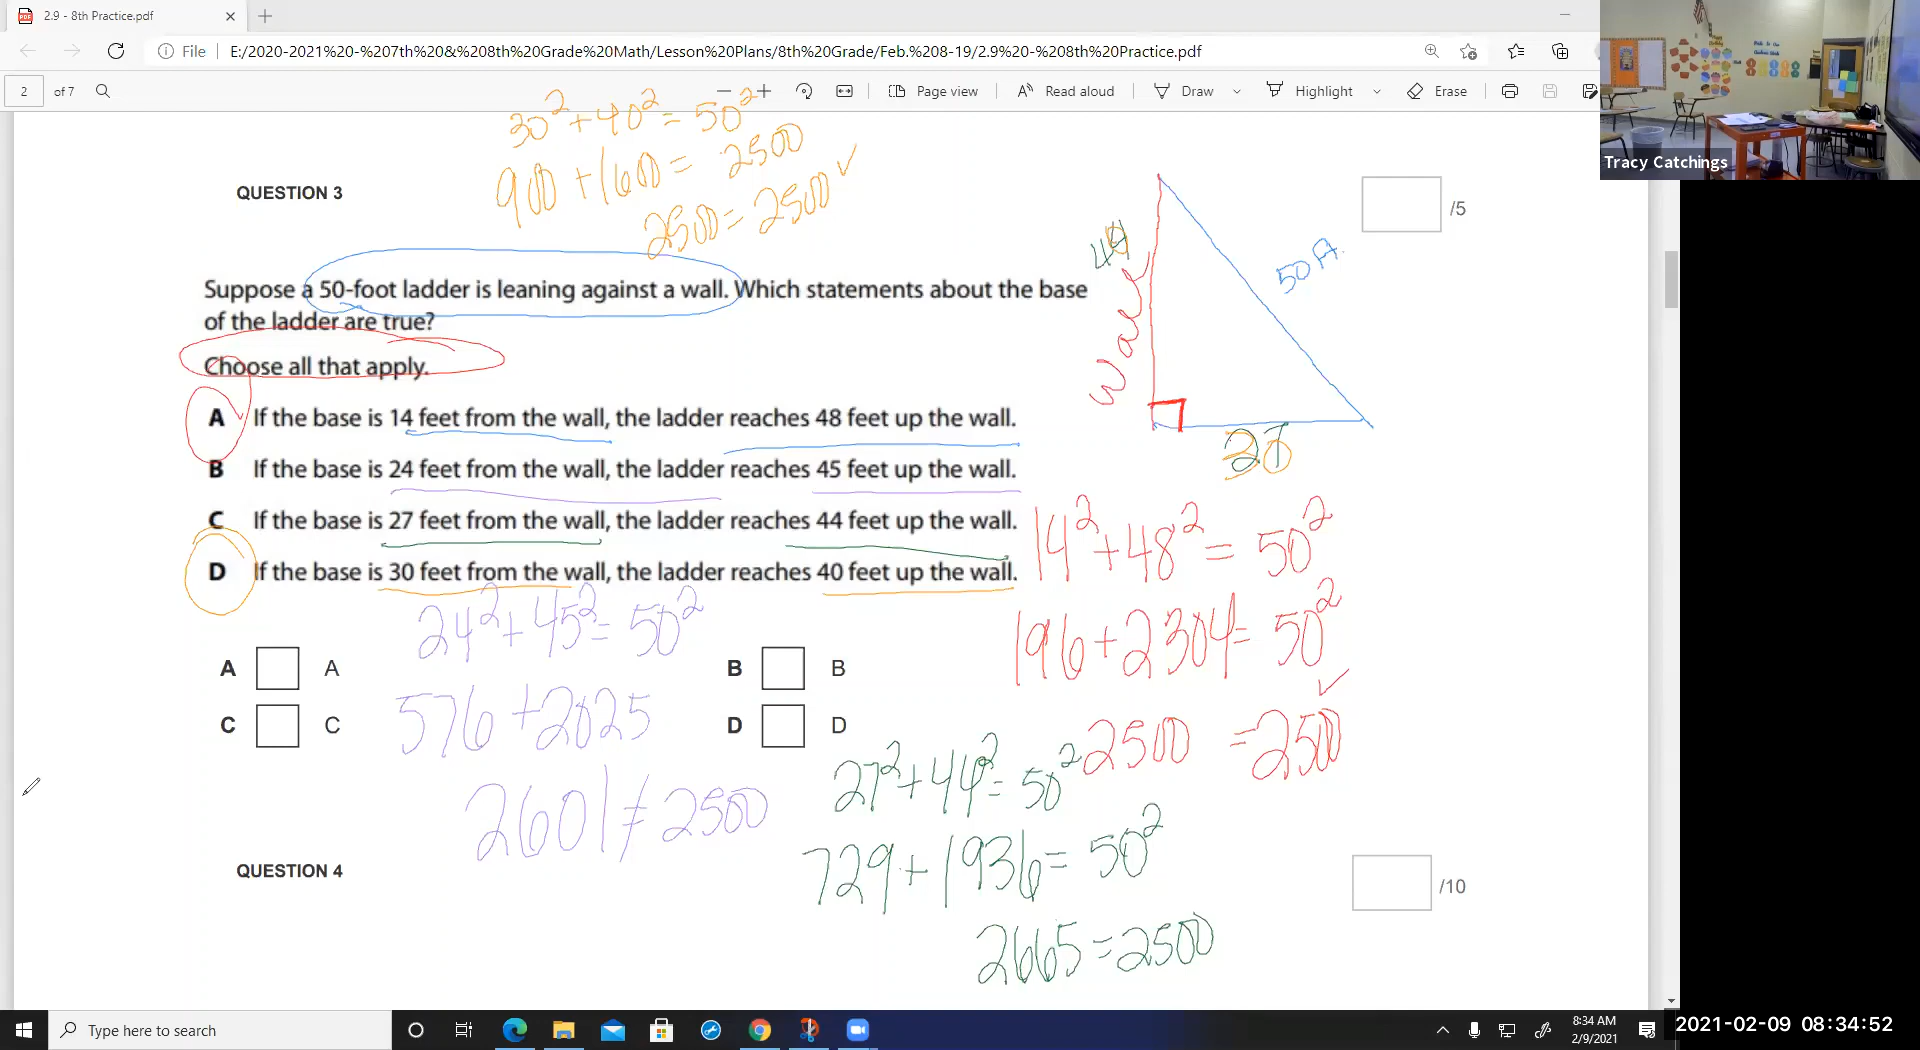 2.9 - 8th Practice.pdf
File E:/2020-2021%20-%207th%20&%208th%20Grade%20Math/Lesson%20Plans/8th%20Grade/Feb.%208-19/2.9%20-%208th%20Practice.pdf
2 of 7 Page view Read aloud Draw Highlight Erase
Tracy Catchings
30² + 40² = 50²
900 + 1600 = 2500
2500 = 2500 ✓
QUESTION 3
/5
50 ft.
Wall
Suppose a 50-foot ladder is leaning against a wall. Which statements about the base
of the ladder are true?
Choose all that apply.
A If the base is 14 feet from the wall, the ladder reaches 48 feet up the wall.
B If the base is 24 feet from the wall, the ladder reaches 45 feet up the wall.
C If the base is 27 feet from the wall, the ladder reaches 44 feet up the wall.
D If the base is 30 feet from the wall, the ladder reaches 40 feet up the wall.
14² + 48² = 50²
196 + 2304 = 50²
2500 = 2500 ✓
24² + 45² = 50²
576 + 2025
2601 ≠ 2500
A A B B
C C D D
27² + 44² = 50²
729 + 1936 = 50²
2665 = 2500
QUESTION 4
/10
Type here to search
8:34 AM
2/9/2021
2021-02-09 08:34:52